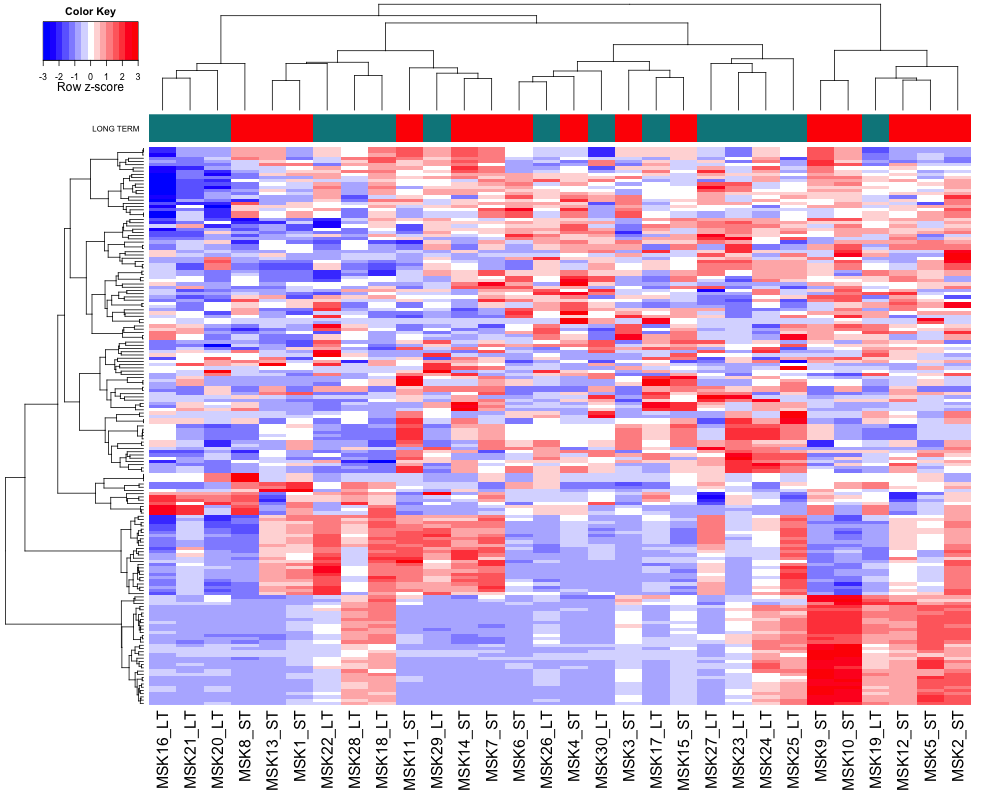 Color Key
-3 -2 -1 0 1 2 3
Row z-score
LONG TERM
MSK16_LT
MSK21_LT
MSK20_LT
MSK8_ST
MSK13_ST
MSK1_ST
MSK22_LT
MSK28_LT
MSK18_LT
MSK11_ST
MSK29_LT
MSK14_ST
MSK7_ST
MSK6_ST
MSK26_LT
MSK4_ST
MSK30_LT
MSK3_ST
MSK17_LT
MSK15_ST
MSK27_LT
MSK23_LT
MSK24_LT
MSK25_LT
MSK9_ST
MSK10_ST
MSK19_LT
MSK12_ST
MSK5_ST
MSK2_ST